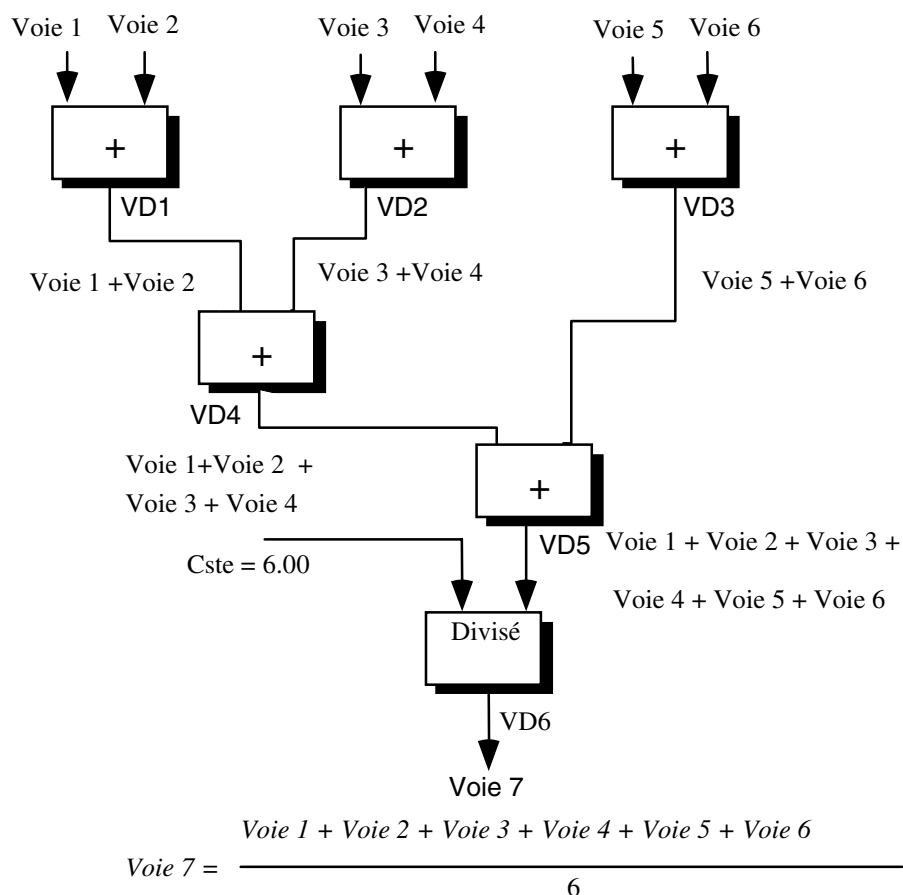 Voie 1 Voie 2 Voie 3 Voie 4 Voie 5 Voie 6
+ + +
VD1 VD2 VD3
Voie 1 +Voie 2 Voie 3 +Voie 4 Voie 5 +Voie 6
+
VD4
Voie 1+Voie 2 +
Voie 3 + Voie 4
+
VD5
Voie 1 + Voie 2 + Voie 3 +
Voie 4 + Voie 5 + Voie 6
Cste = 6.00
Divisé
VD6
Voie 7
Voie 1 + Voie 2 + Voie 3 + Voie 4 + Voie 5 + Voie 6
Voie 7 =
6